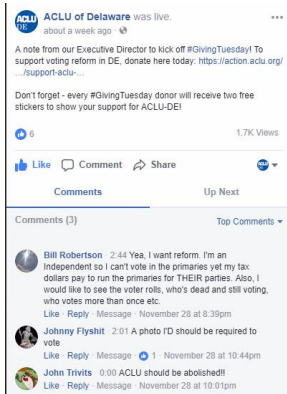 ACLU
DE
ACLU of Delaware was live.
about a week ago ·
A note from our Executive Director to kick off #GivingTuesday! To
support voting reform in DE, donate here today: https://action.aclu.org/
.../support-aclu-...
Don't forget - every #GivingTuesday donor will receive two free
stickers to show your support for ACLU-DE!
6
1.7K Views
Like Comment Share
Comments Up Next
Comments (3) Top Comments
Bill Robertson · 2:44 Yea, I want reform. I'm an
Independent so I can't vote in the primaries yet my tax
dollars pay to run the primaries for THEIR parties. Also, I
would like to see the voter rolls, who's dead and still voting,
who votes more than once etc.
Like · Reply · Message · November 28 at 8:39pm
Johnny Flyshit · 2:01 A photo I'D should be required to
vote
Like · Reply · Message · 1 · November 28 at 10:44pm
John Trivits · 0:00 ACLU should be abolished!!
Like · Reply · Message · November 28 at 10:01pm